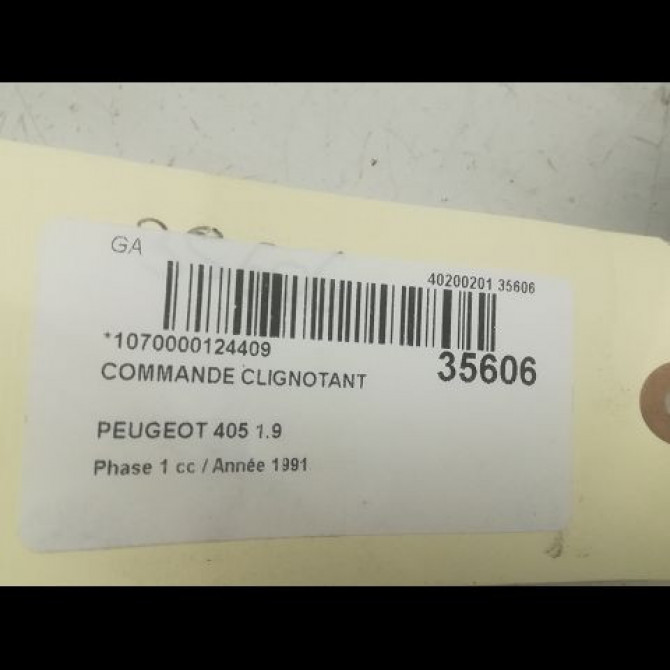 GA
40200201 35606
*1070000124409
35606
COMMANDE CLIGNOTANT
PEUGEOT 405 1.9
Phase 1 cc / Année 1991